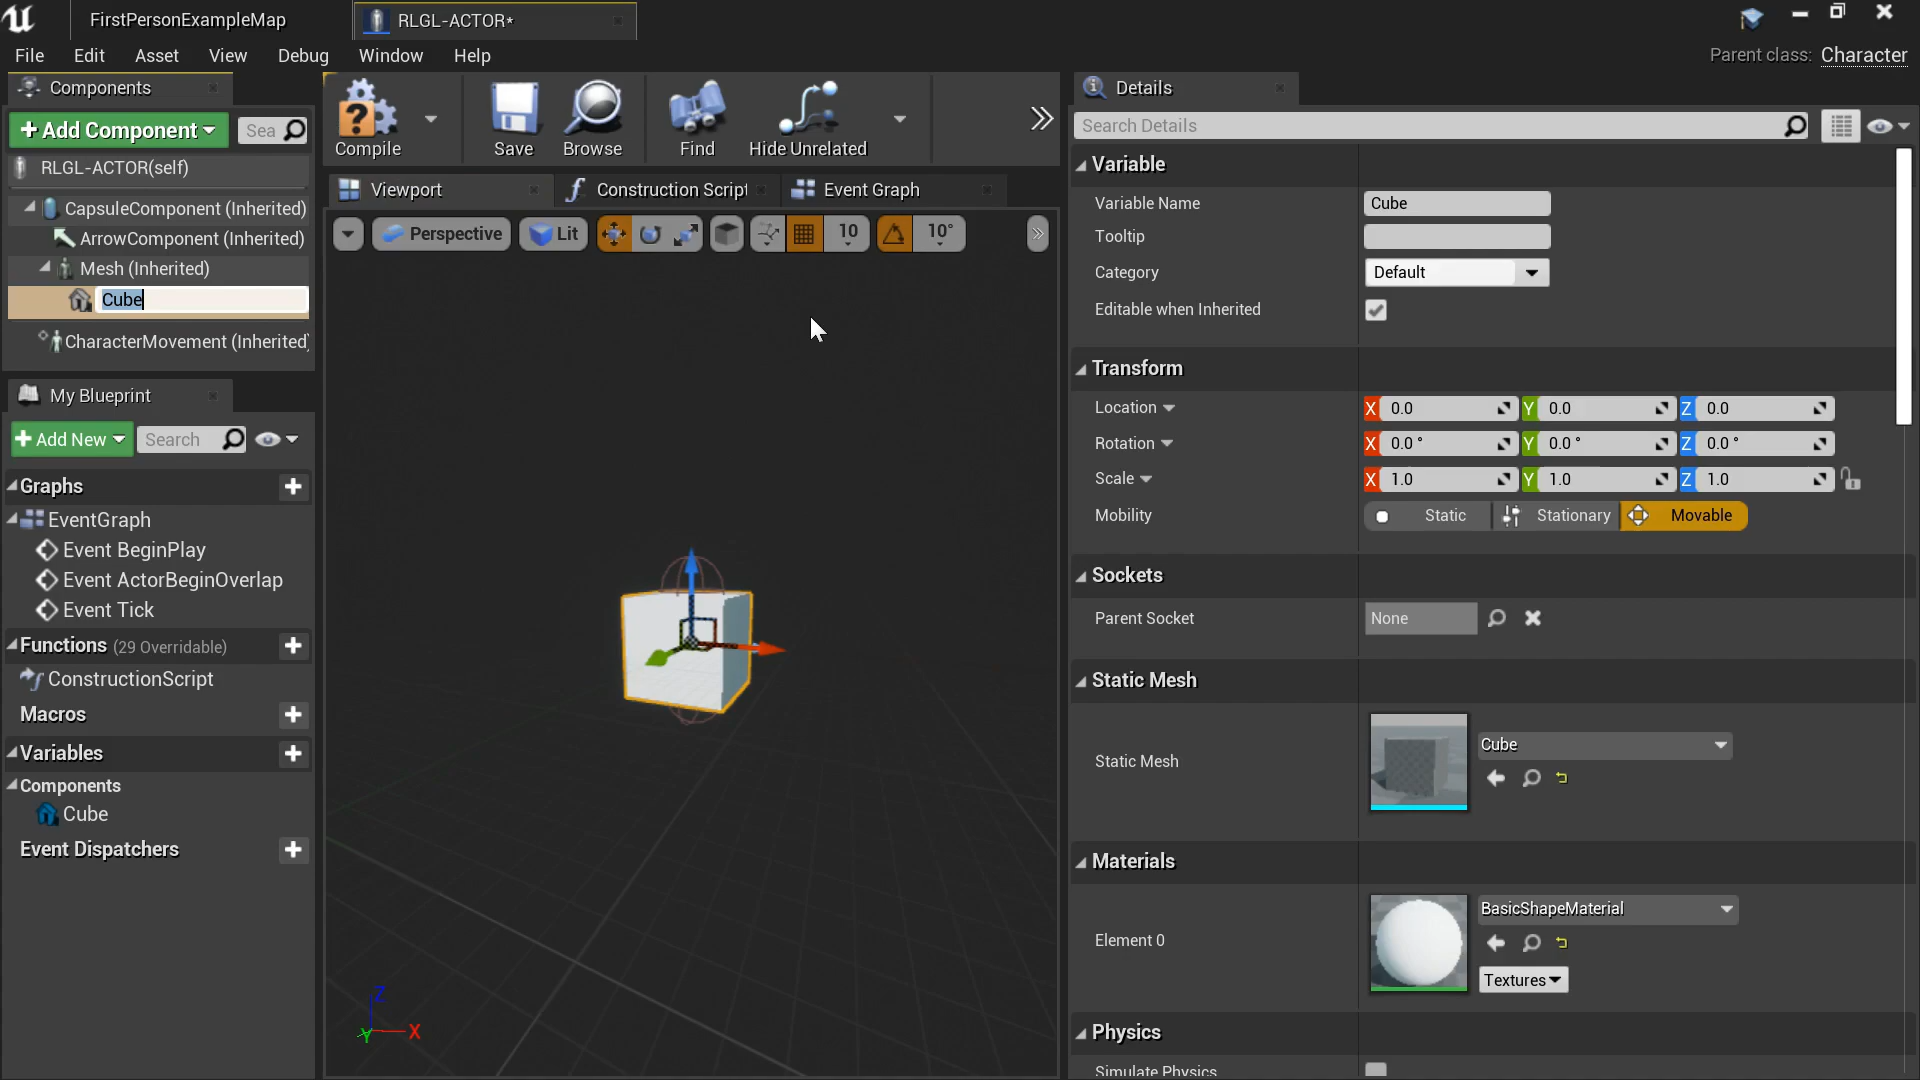 FirstPersonExampleMap
RLGL-ACTOR*
File Edit Asset View Debug Window Help
Parent class: Character
Components
+ Add Component
Sea
RLGL-ACTOR(self)
CapsuleComponent (Inherited)
ArrowComponent (Inherited)
Mesh (Inherited)
Cube
CharacterMovement (Inherited)
My Blueprint
+ Add New
Search
Graphs
EventGraph
Event BeginPlay
Event ActorBeginOverlap
Event Tick
Functions (29 Overridable)
ConstructionScript
Macros
Variables
Components
Cube
Event Dispatchers
Compile Save Browse Find Hide Unrelated
Viewport Construction Script Event Graph
Perspective Lit 10 10°
Z
Y X
Details
Search Details
Variable
Variable Name Cube
Tooltip
Category Default
Editable when Inherited
Transform
Location X 0.0 Y 0.0 Z 0.0
Rotation X 0.0 ° Y 0.0 ° Z 0.0 °
Scale X 1.0 Y 1.0 Z 1.0
Mobility Static Stationary Movable
Sockets
Parent Socket None
Static Mesh
Static Mesh Cube
Materials
Element 0 BasicShapeMaterial
Textures
Physics
Simulate Physics